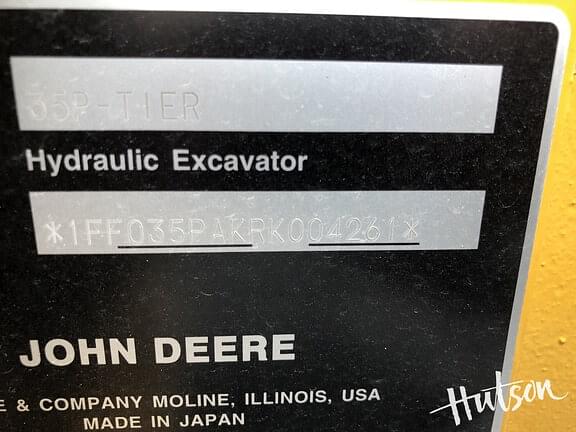 35P-TIER
Hydraulic Excavator
*1FF035PAKRK004261*
JOHN DEERE
E & COMPANY MOLINE, ILLINOIS, USA
MADE IN JAPAN
Hutson